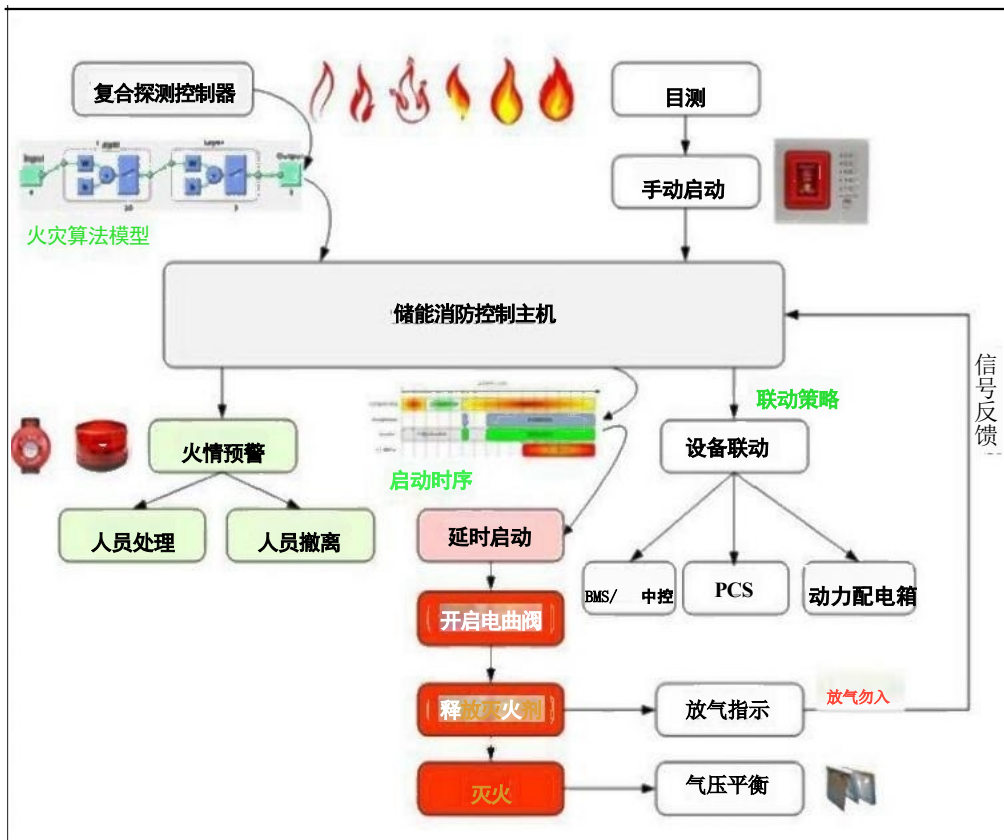 复合探测控制器
目测
Input
Output
手动启动
火灾算法模型
储能消防控制主机
信号反馈
联动策略
火情预警
设备联动
启动时序
人员处理
人员撤离
延时启动
BMS/ 中控
PCS
动力配电箱
开启电曲阀
释放灭火剂
放气指示
放气勿入
灭火
气压平衡